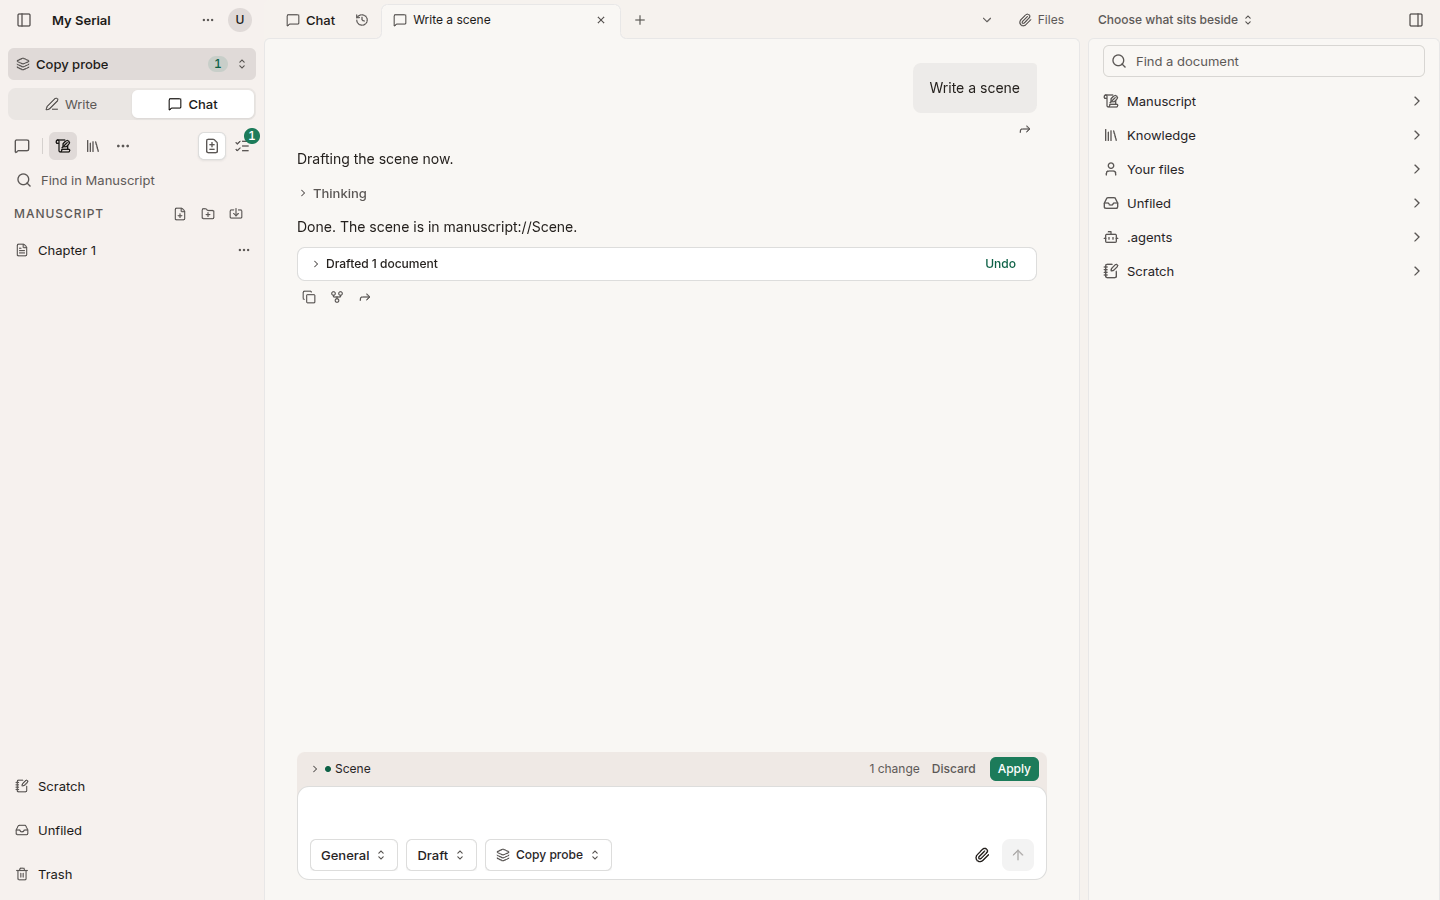 My Serial
U
Copy probe
1
Write
Chat
1
Find in Manuscript
MANUSCRIPT
Chapter 1
Scratch
Unfiled
Trash
Chat
Write a scene
Files
Write a scene
Drafting the scene now.
Thinking
Done. The scene is in manuscript://Scene.
Drafted 1 document
Undo
Scene
1 change
Discard
Apply
General
Draft
Copy probe
Choose what sits beside
Find a document
Manuscript
Knowledge
Your files
Unfiled
.agents
Scratch